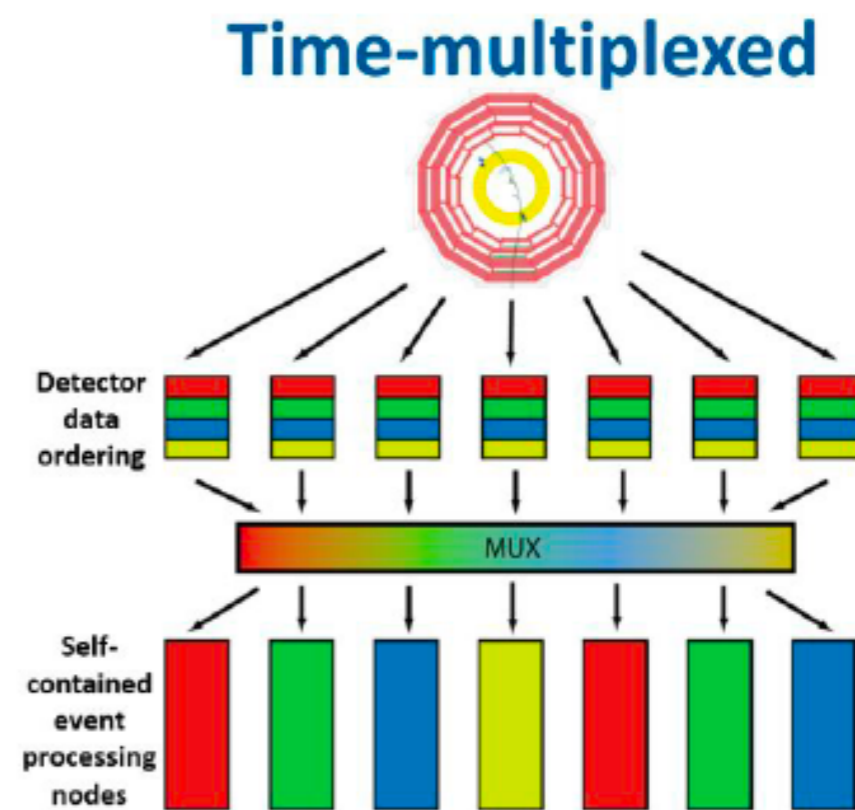 Time-multiplexed
Detector
data
ordering
MUX
Self-
contained
event
processing
nodes